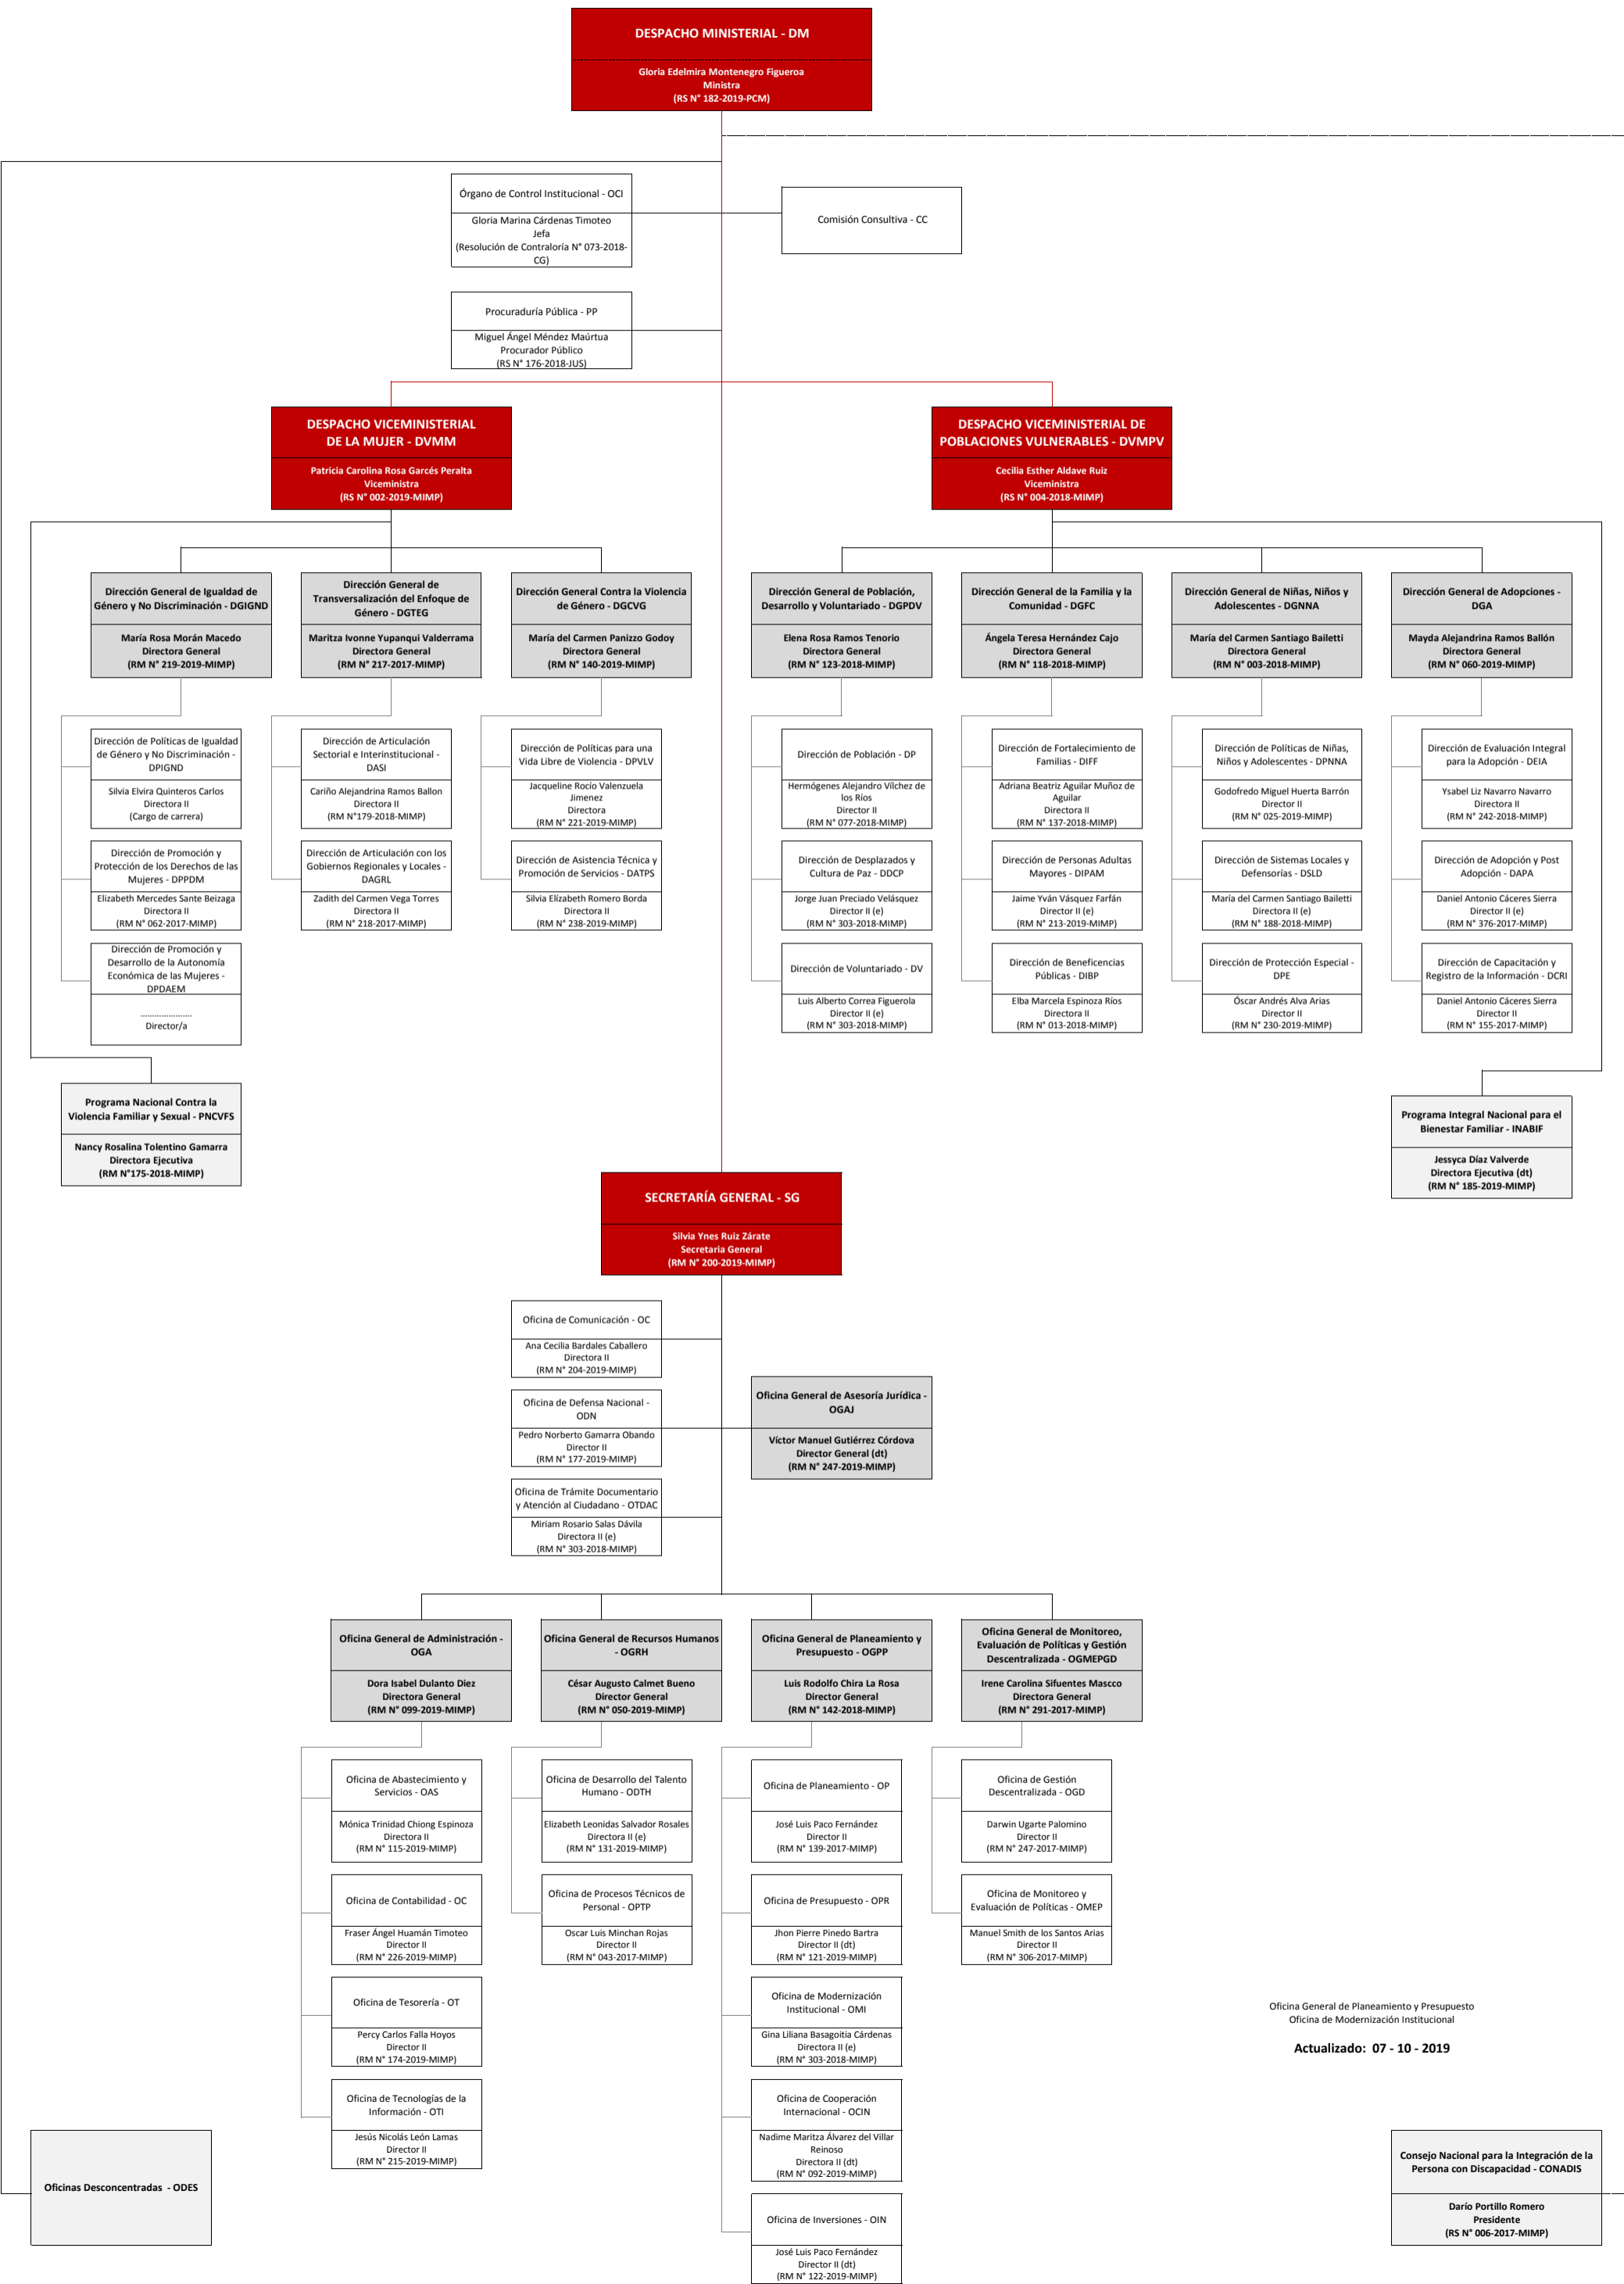 DESPACHO MINISTERIAL - DM
Gloria Edelmira Montenegro Figueroa
Ministra
(RS N° 182-2019-PCM)
Órgano de Control Institucional - OCI
Gloria Marina Cárdenas Timoteo
Jefa
(Resolución de Contraloría N° 073-2018-
CG)
Comisión Consultiva - CC
Procuraduría Pública - PP
Miguel Ángel Méndez Maúrtua
Procurador Público
(RS N° 176-2018-JUS)
DESPACHO VICEMINISTERIAL
DE LA MUJER - DVMM
Patricia Carolina Rosa Garcés Peralta
Viceministra
(RS N° 002-2019-MIMP)
DESPACHO VICEMINISTERIAL DE
POBLACIONES VULNERABLES - DVMPV
Cecilia Esther Aldave Ruiz
Viceministra
(RS N° 004-2018-MIMP)
Dirección General de Igualdad de
Género y No Discriminación - DGIGND
María Rosa Morán Macedo
Directora General
(RM N° 219-2019-MIMP)
Dirección General de
Transversalización del Enfoque de
Género - DGTEG
Maritza Ivonne Yupanqui Valderrama
Directora General
(RM N° 217-2017-MIMP)
Dirección General Contra la Violencia
de Género - DGCVG
María del Carmen Panizzo Godoy
Directora General
(RM N° 140-2019-MIMP)
Dirección General de Población,
Desarrollo y Voluntariado - DGPDV
Elena Rosa Ramos Tenorio
Directora General
(RM N° 123-2018-MIMP)
Dirección General de la Familia y la
Comunidad - DGFC
Ángela Teresa Hernández Cajo
Directora General
(RM N° 118-2018-MIMP)
Dirección General de Niñas, Niños y
Adolescentes - DGNNA
María del Carmen Santiago Bailetti
Directora General
(RM N° 003-2018-MIMP)
Dirección General de Adopciones -
DGA
Mayda Alejandrina Ramos Ballón
Directora General
(RM N° 060-2019-MIMP)
Dirección de Políticas de Igualdad
de Género y No Discriminación -
DPIGND
Silvia Elvira Quinteros Carlos
Directora II
(Cargo de carrera)
Dirección de Articulación
Sectorial e Interinstitucional -
DASI
Cariño Alejandrina Ramos Ballon
Directora II
(RM N°179-2018-MIMP)
Dirección de Políticas para una
Vida Libre de Violencia - DPVLV
Jacqueline Rocío Valenzuela
Jimenez
Directora
(RM N° 221-2019-MIMP)
Dirección de Población - DP
Hermógenes Alejandro Vílchez de
los Ríos
Director II
(RM N° 077-2018-MIMP)
Dirección de Fortalecimiento de
Familias - DIFF
Adriana Beatriz Aguilar Muñoz de
Aguilar
Directora II
(RM N° 137-2018-MIMP)
Dirección de Políticas de Niñas,
Niños y Adolescentes - DPNNA
Godofredo Miguel Huerta Barrón
Director II
(RM N° 025-2019-MIMP)
Dirección de Evaluación Integral
para la Adopción - DEIA
Ysabel Liz Navarro Navarro
Directora II
(RM N° 242-2018-MIMP)
Dirección de Promoción y
Protección de los Derechos de las
Mujeres - DPPDM
Elizabeth Mercedes Sante Beizaga
Directora II
(RM N° 062-2017-MIMP)
Dirección de Articulación con los
Gobiernos Regionales y Locales -
DAGRL
Zadith del Carmen Vega Torres
Directora II
(RM N° 218-2017-MIMP)
Dirección de Asistencia Técnica y
Promoción de Servicios - DATPS
Silvia Elízabeth Romero Borda
Directora II
(RM N° 238-2019-MIMP)
Dirección de Desplazados y
Cultura de Paz - DDCP
Jorge Juan Preciado Velásquez
Director II (e)
(RM N° 303-2018-MIMP)
Dirección de Personas Adultas
Mayores - DIPAM
Jaime Yván Vásquez Farfán
Director II (e)
(RM N° 213-2019-MIMP)
Dirección de Sistemas Locales y
Defensorías - DSLD
María del Carmen Santiago Bailetti
Directora II (e)
(RM N° 188-2018-MIMP)
Dirección de Adopción y Post
Adopción - DAPA
Daniel Antonio Cáceres Sierra
Director II (e)
(RM N° 376-2017-MIMP)
Dirección de Promoción y
Desarrollo de la Autonomía
Económica de las Mujeres -
DPDAEM
....................
Director/a
Dirección de Voluntariado - DV
Luis Alberto Correa Figuerola
Director II (e)
(RM N° 303-2018-MIMP)
Dirección de Beneficencias
Públicas - DIBP
Elba Marcela Espinoza Ríos
Directora II
(RM N° 013-2018-MIMP)
Dirección de Protección Especial -
DPE
Óscar Andrés Alva Arias
Director II
(RM N° 230-2019-MIMP)
Dirección de Capacitación y
Registro de la Información - DCRI
Daniel Antonio Cáceres Sierra
Director II
(RM N° 155-2017-MIMP)
Programa Nacional Contra la
Violencia Familiar y Sexual - PNCVFS
Nancy Rosalina Tolentino Gamarra
Directora Ejecutiva
(RM N°175-2018-MIMP)
Programa Integral Nacional para el
Bienestar Familiar - INABIF
Jessyca Díaz Valverde
Directora Ejecutiva (dt)
(RM N° 185-2019-MIMP)
SECRETARÍA GENERAL - SG
Silvia Ynes Ruiz Zárate
Secretaria General
(RM N° 200-2019-MIMP)
Oficina de Comunicación - OC
Ana Cecilia Bardales Caballero
Directora II
(RM N° 204-2019-MIMP)
Oficina de Defensa Nacional -
ODN
Pedro Norberto Gamarra Obando
Director II
(RM N° 177-2019-MIMP)
Oficina General de Asesoría Jurídica -
OGAJ
Víctor Manuel Gutiérrez Córdova
Director General (dt)
(RM N° 247-2019-MIMP)
Oficina de Trámite Documentario
y Atención al Ciudadano - OTDAC
Miriam Rosario Salas Dávila
Directora II (e)
(RM N° 303-2018-MIMP)
Oficina General de Administración -
OGA
Dora Isabel Dulanto Diez
Directora General
(RM N° 099-2019-MIMP)
Oficina General de Recursos Humanos
- OGRH
César Augusto Calmet Bueno
Director General
(RM N° 050-2019-MIMP)
Oficina General de Planeamiento y
Presupuesto - OGPP
Luis Rodolfo Chira La Rosa
Director General
(RM N° 142-2018-MIMP)
Oficina General de Monitoreo,
Evaluación de Políticas y Gestión
Descentralizada - OGMEPGD
Irene Carolina Sifuentes Mascco
Directora General
(RM N° 291-2017-MIMP)
Oficina de Abastecimiento y
Servicios - OAS
Mónica Trinidad Chiong Espinoza
Directora II
(RM N° 115-2019-MIMP)
Oficina de Desarrollo del Talento
Humano - ODTH
Elizabeth Leonidas Salvador Rosales
Directora II (e)
(RM N° 131-2019-MIMP)
Oficina de Planeamiento - OP
José Luis Paco Fernández
Director II
(RM N° 139-2017-MIMP)
Oficina de Gestión
Descentralizada - OGD
Darwin Ugarte Palomino
Director II
(RM N° 247-2017-MIMP)
Oficina de Contabilidad - OC
Fraser Ángel Huamán Timoteo
Director II
(RM N° 226-2019-MIMP)
Oficina de Procesos Técnicos de
Personal - OPTP
Oscar Luis Minchan Rojas
Director II
(RM N° 043-2017-MIMP)
Oficina de Presupuesto - OPR
Jhon Pierre Pinedo Bartra
Director II (dt)
(RM N° 121-2019-MIMP)
Oficina de Monitoreo y
Evaluación de Políticas - OMEP
Manuel Smith de los Santos Arias
Director II
(RM N° 306-2017-MIMP)
Oficina de Tesorería - OT
Percy Carlos Falla Hoyos
Director II
(RM N° 174-2019-MIMP)
Oficina de Modernización
Institucional - OMI
Gina Liliana Basagoitia Cárdenas
Directora II (e)
(RM N° 303-2018-MIMP)
Oficina General de Planeamiento y Presupuesto
Oficina de Modernización Institucional
Actualizado: 07 - 10 - 2019
Oficina de Tecnologías de la
Información - OTI
Jesús Nicolás León Lamas
Director II
(RM N° 215-2019-MIMP)
Oficina de Cooperación
Internacional - OCIN
Nadime Maritza Álvarez del Villar
Reinoso
Directora II (dt)
(RM N° 092-2019-MIMP)
Oficinas Desconcentradas - ODES
Consejo Nacional para la Integración de la
Persona con Discapacidad - CONADIS
Darío Portillo Romero
Presidente
(RS N° 006-2017-MIMP)
Oficina de Inversiones - OIN
José Luis Paco Fernández
Director II (dt)
(RM N° 122-2019-MIMP)